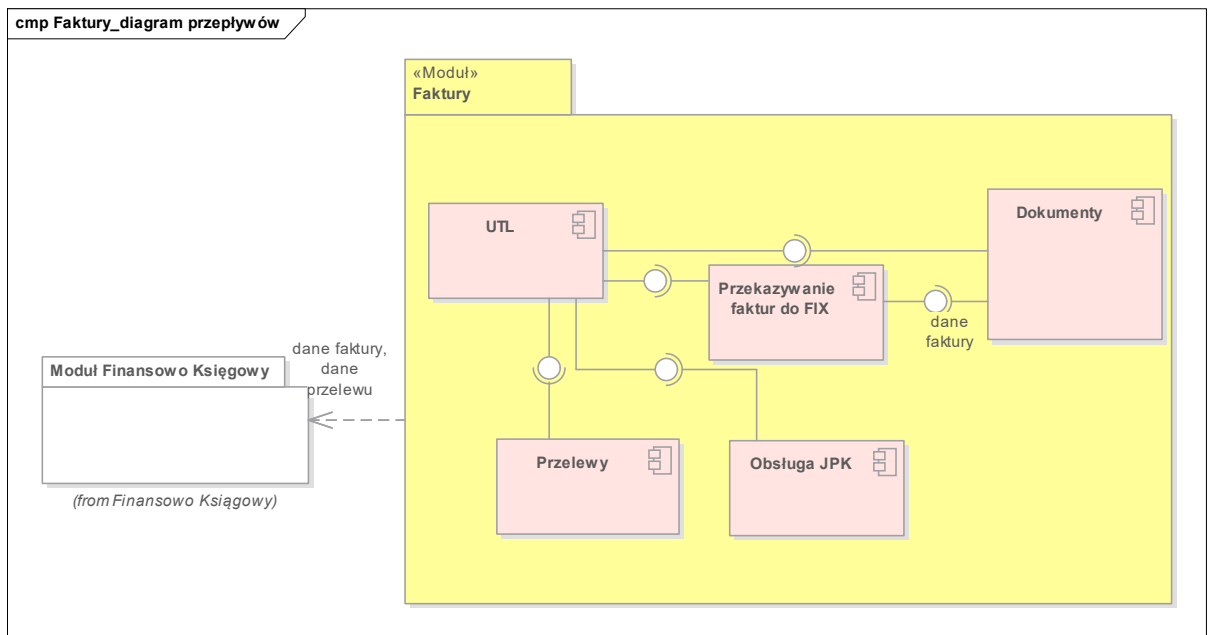 cmp Faktury_diagram przepływów
«Moduł»
Faktury
UTL
Dokumenty
Przekazywanie
faktur do FIX
dane
faktury
dane faktury,
dane
przelewu
Moduł Finansowo Księgowy
(from Finansowo Ksiągowy)
Przelewy
Obsługa JPK